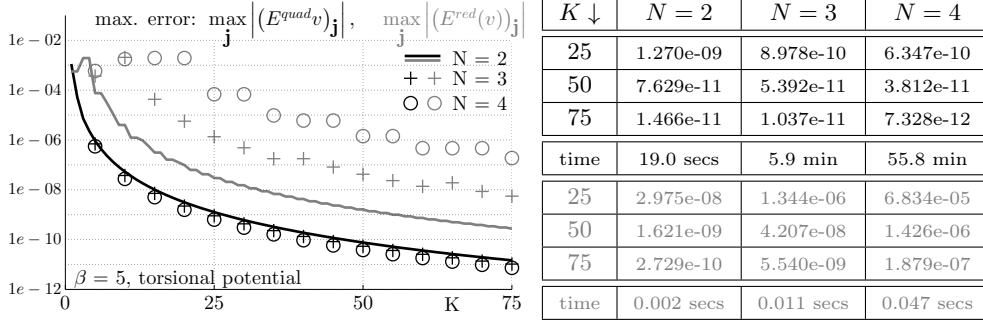 max. error: max_j |(E^quad v)_j|, max_j |(E^red(v))_j|
1e − 02
1e − 04
1e − 06
1e − 08
1e − 10
1e − 12
N = 2
N = 3
N = 4
β = 5, torsional potential
0 25 50 K 75
K ↓ N = 2 N = 3 N = 4
25 1.270e-09 8.978e-10 6.347e-10
50 7.629e-11 5.392e-11 3.812e-11
75 1.466e-11 1.037e-11 7.328e-12
time 19.0 secs 5.9 min 55.8 min
25 2.975e-08 1.344e-06 6.834e-05
50 1.621e-09 4.207e-08 1.426e-06
75 2.729e-10 5.540e-09 1.879e-07
time 0.002 secs 0.011 secs 0.047 secs